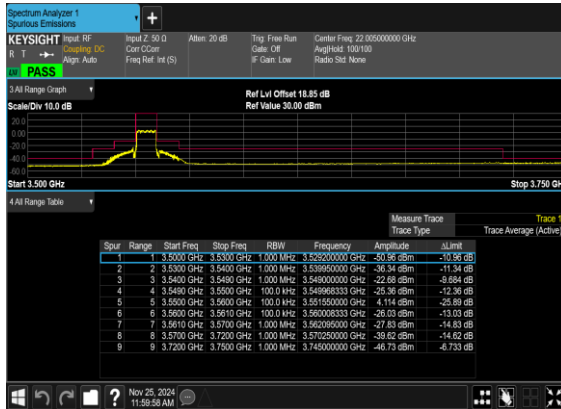 Spectrum Analyzer 1
Spurious Emissions
+
KEYSIGHT Input: RF Input Z: 50 Ω Atten: 20 dB Trig: Free Run Center Freq: 22.005000000 GHz
R T Coupling: DC Corr CCorr Gate: Off Avg|Hold: 100/100
Align: Auto Freq Ref: Int (S) IF Gain: Low Radio Std: None
PASS
3 All Range Graph
Scale/Div 10.0 dB Ref Lvl Offset 18.85 dB
Ref Value 30.00 dBm
20.0
0.00
-20.0
-40.0
-60.0
Start 3.500 GHz Stop 3.750 GH
4 All Range Table
Measure Trace Trace 1
Trace Type Trace Average (Active)
Spur Range Start Freq Stop Freq RBW Frequency Amplitude ΔLimit
1 1 3.5000 GHz 3.5300 GHz 1.000 MHz 3.529200000 GHz -50.96 dBm -10.96 dB
2 2 3.5300 GHz 3.5400 GHz 1.000 MHz 3.539950000 GHz -36.34 dBm -11.34 dB
3 3 3.5400 GHz 3.5490 GHz 1.000 MHz 3.549000000 GHz -22.68 dBm -9.684 dB
4 4 3.5490 GHz 3.5500 GHz 100.0 kHz 3.549968333 GHz -25.36 dBm -12.36 dB
5 5 3.5500 GHz 3.5600 GHz 100.0 kHz 3.551550000 GHz 4.114 dBm -25.89 dB
6 6 3.5600 GHz 3.5610 GHz 100.0 kHz 3.560008333 GHz -26.03 dBm -13.03 dB
7 7 3.5610 GHz 3.5700 GHz 1.000 MHz 3.562095000 GHz -27.83 dBm -14.83 dB
8 8 3.5700 GHz 3.7200 GHz 1.000 MHz 3.570250000 GHz -39.62 dBm -14.62 dB
9 9 3.7200 GHz 3.7500 GHz 1.000 MHz 3.745000000 GHz -46.73 dBm -6.733 dB
? Nov 25, 2024
11:59:58 AM